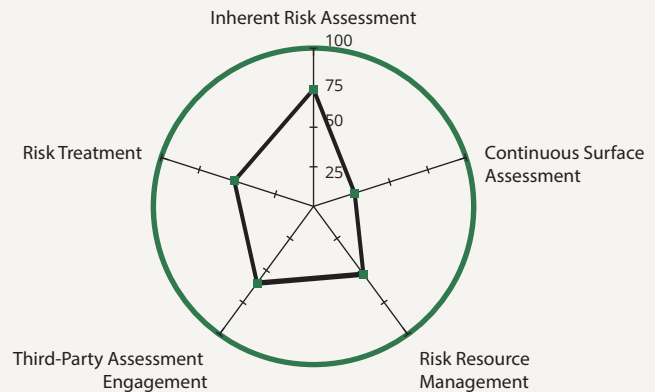 Inherent Risk Assessment
100
75
50
25
Risk Treatment
Continuous Surface
Assessment
Third-Party Assessment
Engagement
Risk Resource
Management